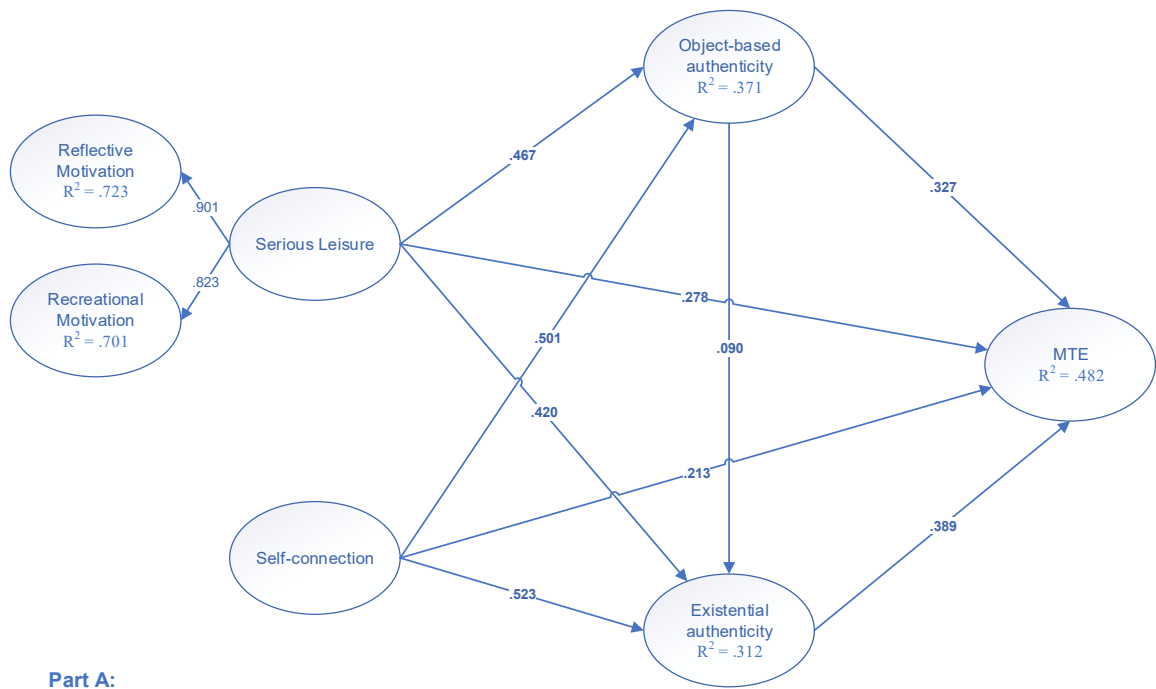 Object-based
authenticity
R² = .371
Reflective
Motivation
R² = .723
.467
.327
.901
Serious Leisure
.823
Recreational
Motivation
R² = .701
.278
.501
.090
MTE
R² = .482
.420
.213
.389
Self-connection
.523
Existential
authenticity
R² = .312
Part A: